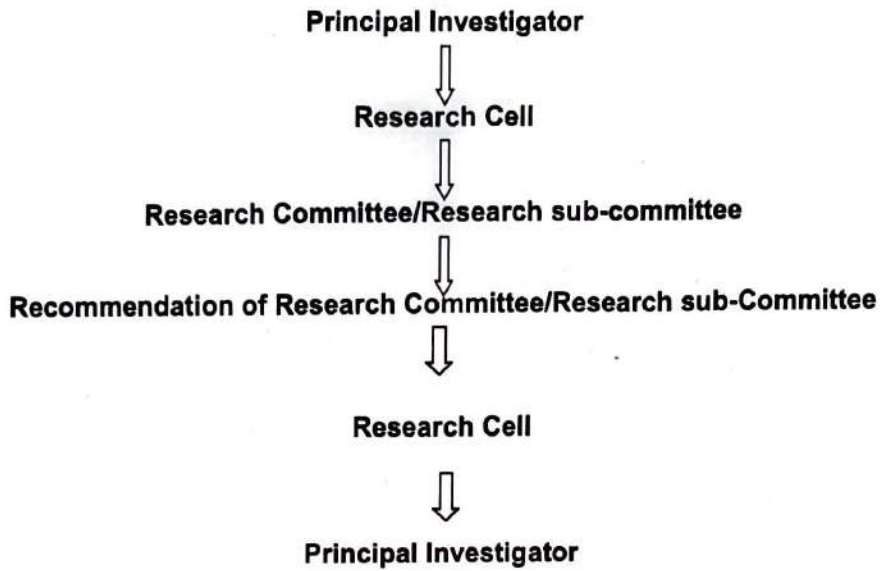 Principal Investigator
Research Cell
Research Committee/Research sub-committee
Recommendation of Research Committee/Research sub-Committee
Research Cell
Principal Investigator